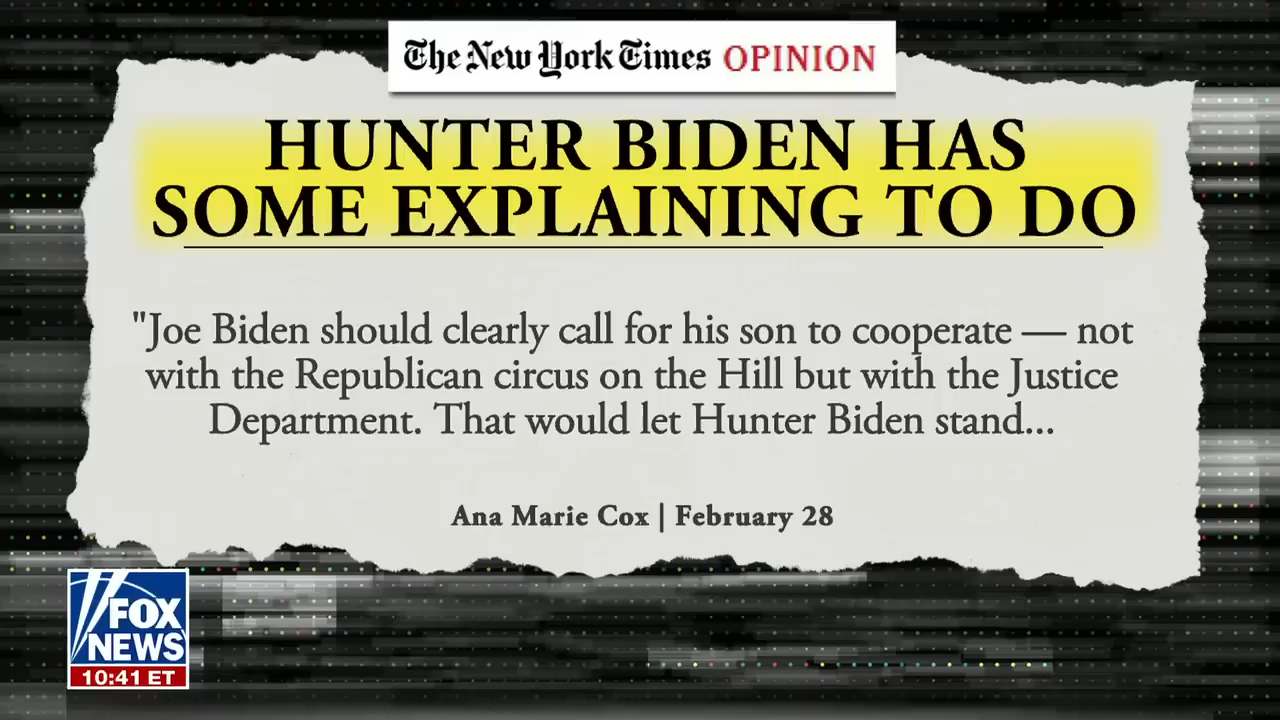 The New York Times OPINION
HUNTER BIDEN HAS
SOME EXPLAINING TO DO
"Joe Biden should clearly call for his son to cooperate — not
with the Republican circus on the Hill but with the Justice
Department. That would let Hunter Biden stand...
Ana Marie Cox | February 28
FOX
NEWS
10:41 ET